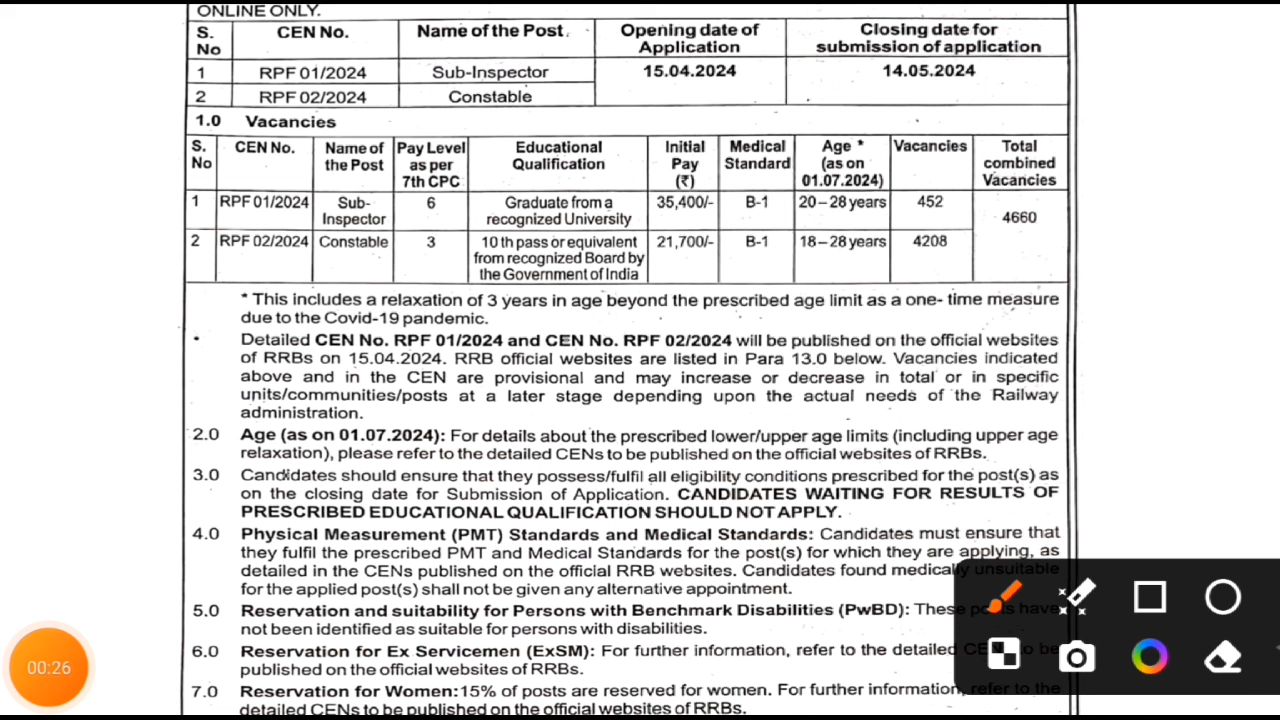 ONLINE ONLY.
S. No CEN No. Name of the Post Opening date of Application Closing date for submission of application
1 RPF 01/2024 Sub-Inspector 15.04.2024 14.05.2024
2 RPF 02/2024 Constable
1.0 Vacancies
S. No CEN No. Name of the Post Pay Level as per 7th CPC Educational Qualification Initial Pay (₹) Medical Standard Age * (as on 01.07.2024) Vacancies Total combined Vacancies
1 RPF 01/2024 Sub-Inspector 6 Graduate from a recognized University 35,400/- B-1 20–28 years 452 4660
2 RPF 02/2024 Constable 3 10 th pass or equivalent from recognized Board by the Government of India 21,700/- B-1 18–28 years 4208
* This includes a relaxation of 3 years in age beyond the prescribed age limit as a one- time measure
due to the Covid-19 pandemic.
• Detailed CEN No. RPF 01/2024 and CEN No. RPF 02/2024 will be published on the official websites
of RRBs on 15.04.2024. RRB official websites are listed in Para 13.0 below. Vacancies indicated
above and in the CEN are provisional and may increase or decrease in total or in specific
units/communities/posts at a later stage depending upon the actual needs of the Railway
administration.
2.0 Age (as on 01.07.2024): For details about the prescribed lower/upper age limits (including upper age
relaxation), please refer to the detailed CENs to be published on the official websites of RRBs.
3.0 Candidates should ensure that they possess/fulfil all eligibility conditions prescribed for the post(s) as
on the closing date for Submission of Application. CANDIDATES WAITING FOR RESULTS OF
PRESCRIBED EDUCATIONAL QUALIFICATION SHOULD NOT APPLY.
4.0 Physical Measurement (PMT) Standards and Medical Standards: Candidates must ensure that
they fulfil the prescribed PMT and Medical Standards for the post(s) for which they are applying, as
detailed in the CENs published on the official RRB websites. Candidates found medically unsuitable
for the applied post(s) shall not be given any alternative appointment.
5.0 Reservation and suitability for Persons with Benchmark Disabilities (PwBD): These posts have
not been identified as suitable for persons with disabilities.
6.0 Reservation for Ex Servicemen (ExSM): For further information, refer to the detailed CEN to be
published on the official websites of RRBs.
7.0 Reservation for Women: 15% of posts are reserved for women. For further information, refer to the
detailed CENs to be published on the official websites of RRBs.
00:26